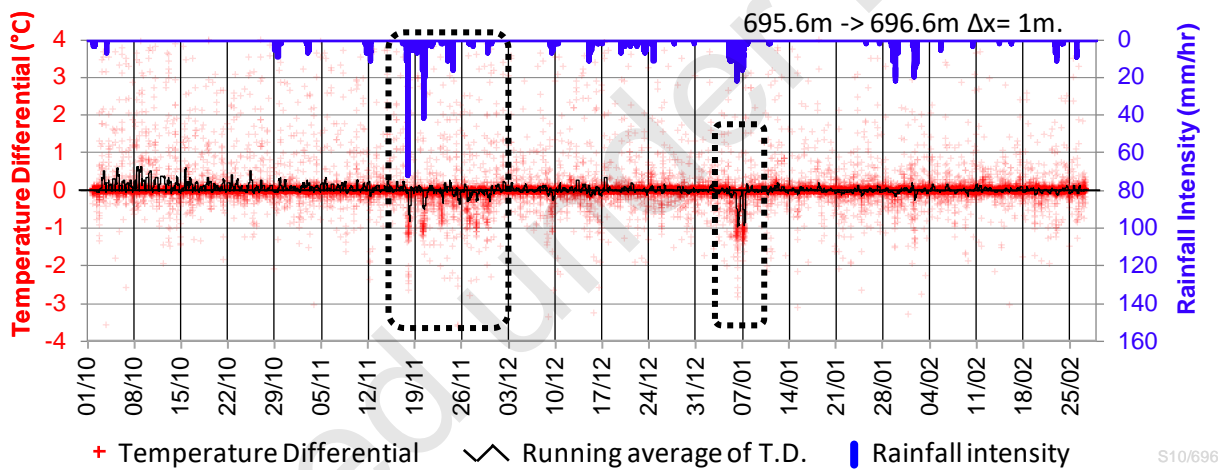 695.6m -> 696.6m Δx= 1m.
Temperature Differential (°C)
4
3
2
1
0
-1
-2
-3
-4
0
20
40
60
80
100
120
140
160
Rainfall Intensity (mm/hr)
01/10 08/10 15/10 22/10 29/10 05/11 12/11 19/11 26/11 03/12 10/12 17/12 24/12 31/12 07/01 14/01 21/01 28/01 04/02 11/02 18/02 25/02
ed under
+ Temperature Differential Running average of T.D. Rainfall intensity
S10/696